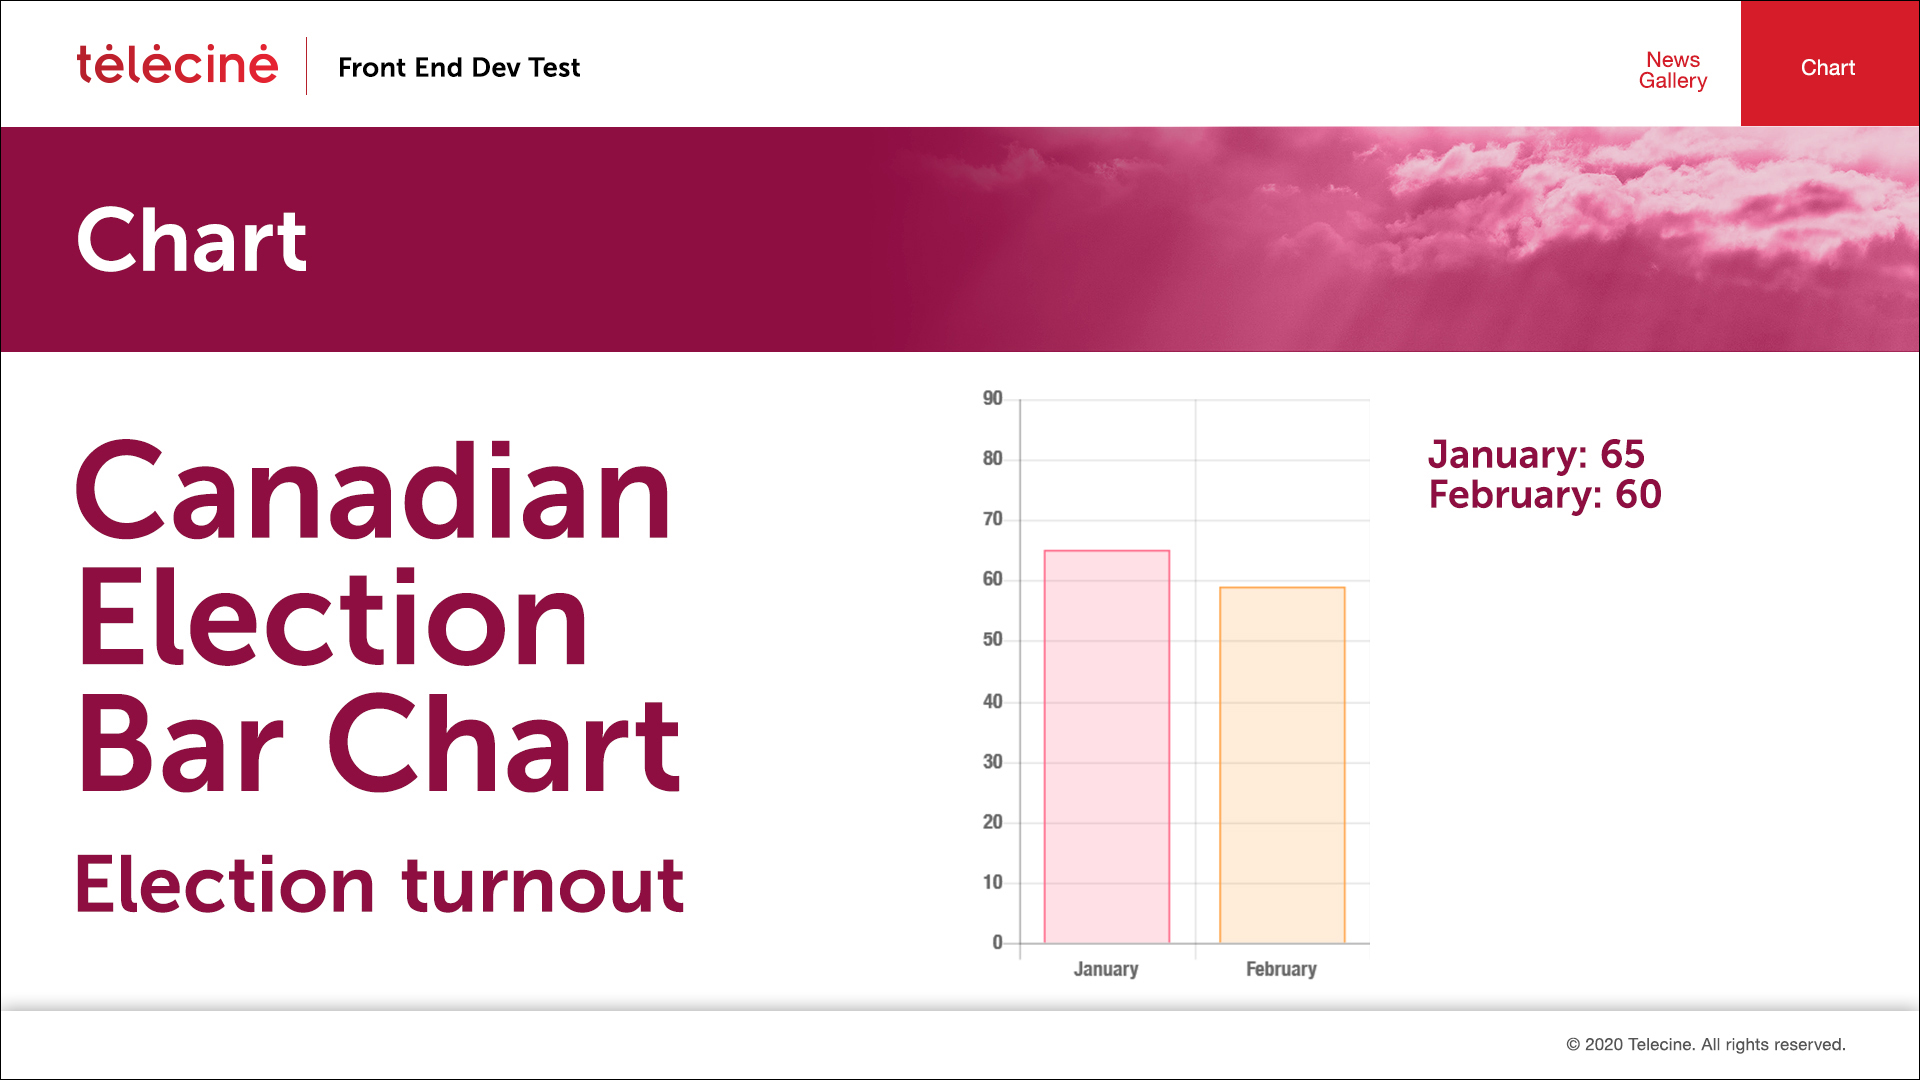 tėlėcinė
Front End Dev Test
News
Gallery
Chart
Chart
Canadian
Election
Bar Chart
Election turnout
90
80
70
60
50
40
30
20
10
0
January
February
January: 65
February: 60
© 2020 Telecine. All rights reserved.